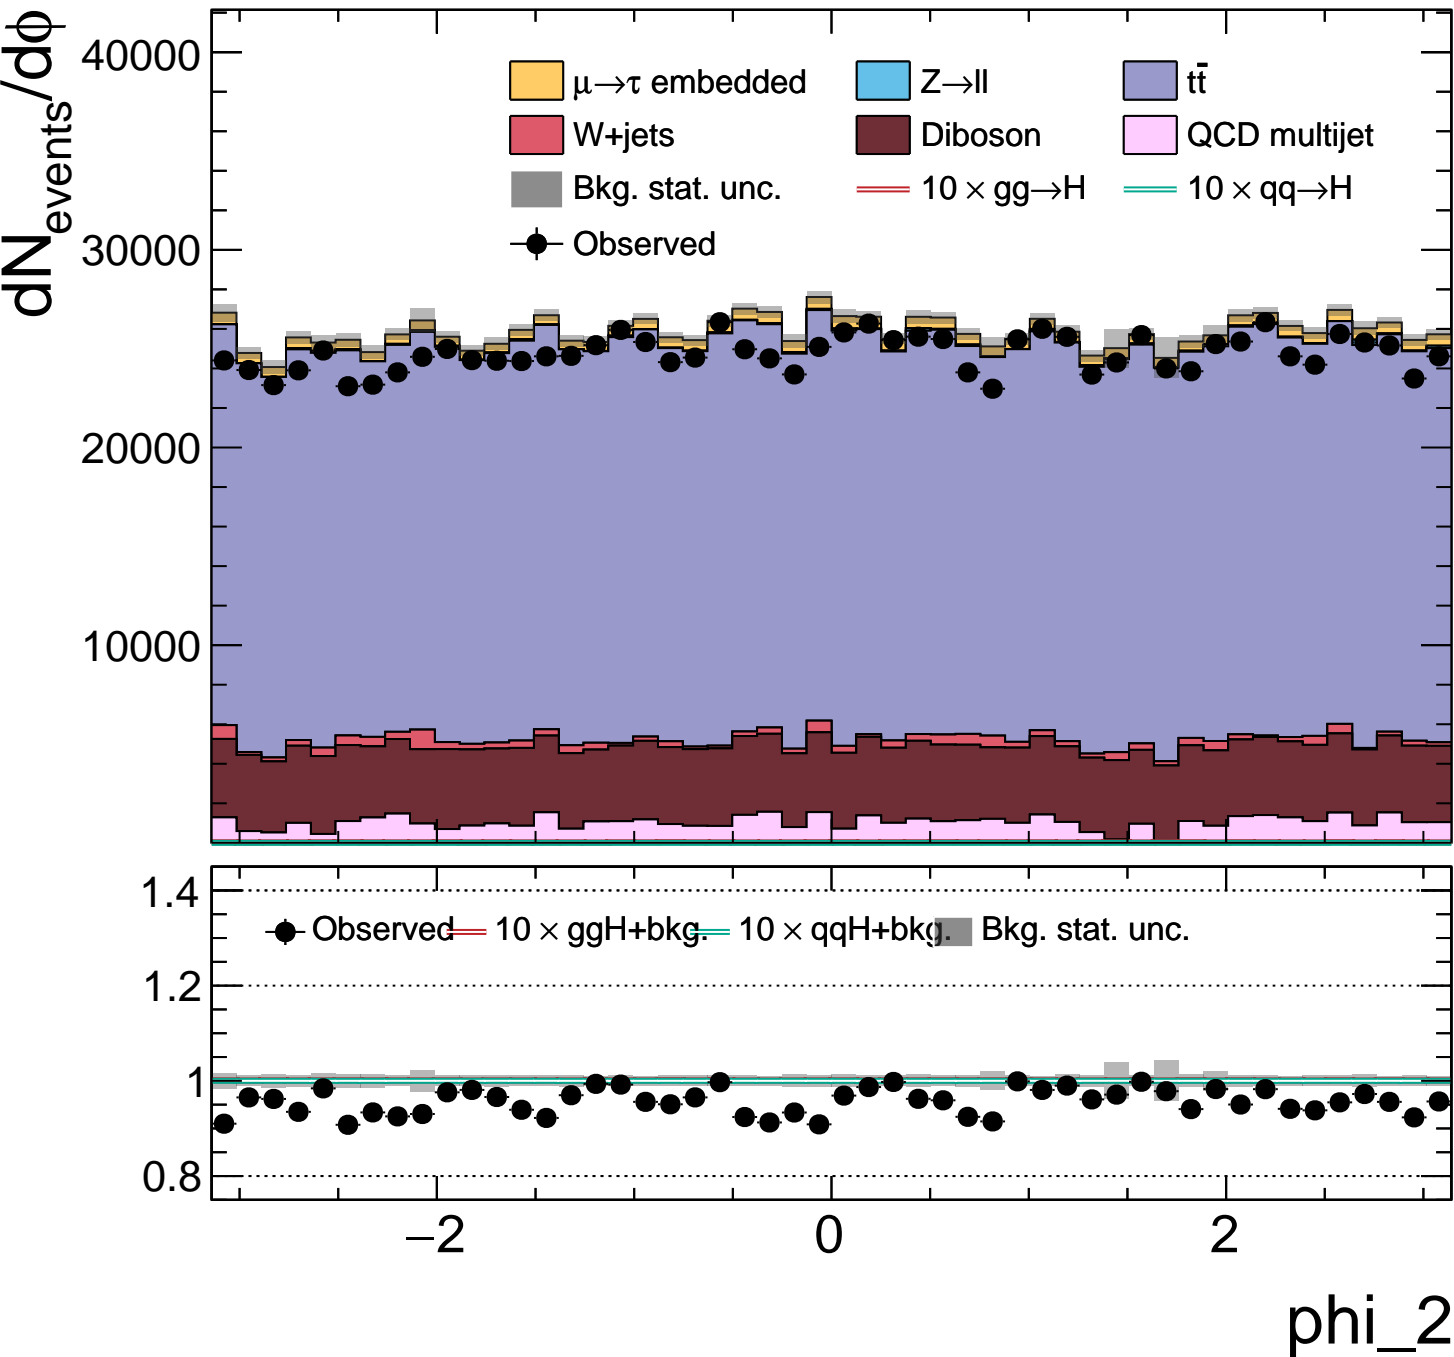 dN_events/dϕ
40000
30000
20000
10000
μ→τ embedded Z→ll tt̄
W+jets Diboson QCD multijet
Bkg. stat. unc. 10 × gg→H 10 × qq→H
Observed
1.4
1.2
1
0.8
Observed 10 × ggH+bkg. 10 × qqH+bkg. Bkg. stat. unc.
−2 0 2
phi_2